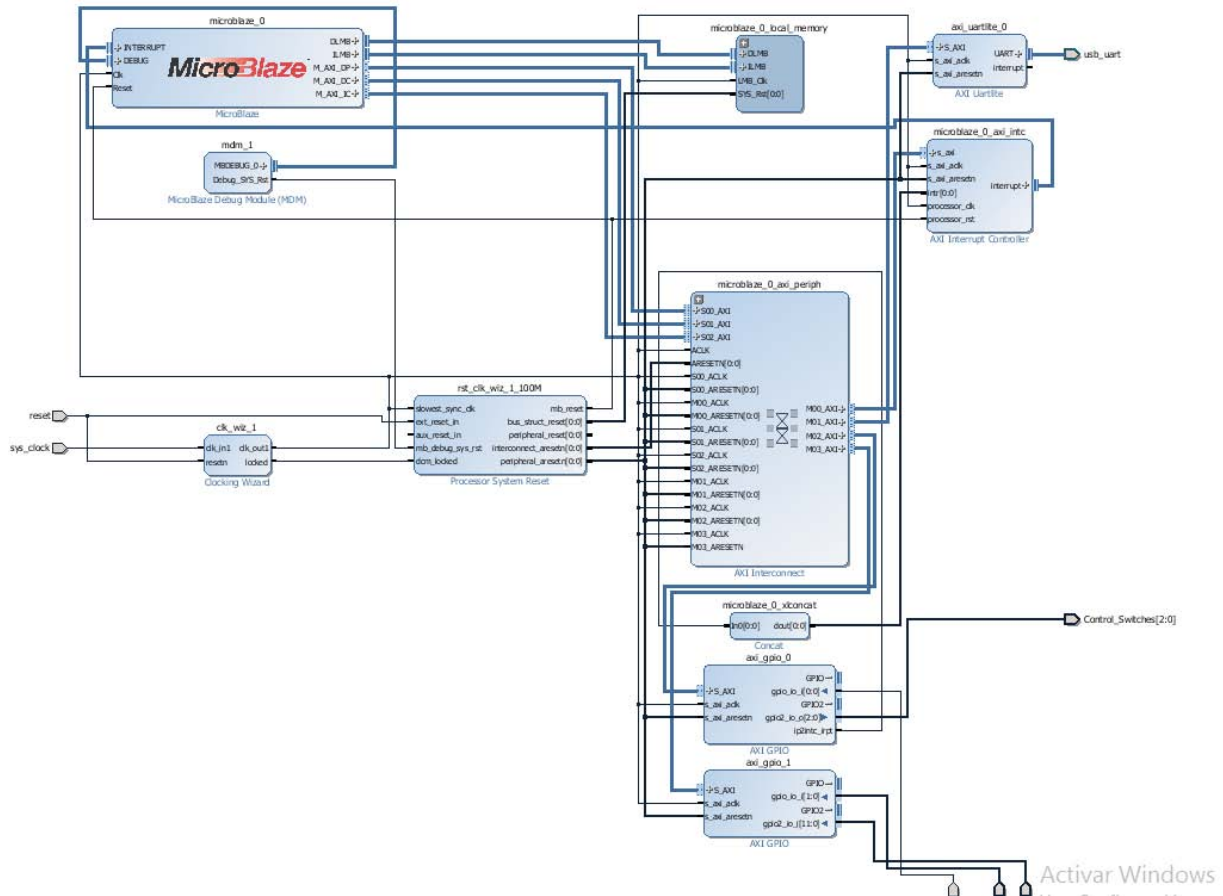 microblaze_0
INTERRUPT
DEBUG
Clk
Reset
MicroBlaze
DLMB
ILMB
M_AXI_DP
M_AXI_DC
M_AXI_IC
MicroBlaze
mdm_1
MBDEBUG_0
Debug_SYS_Rst
MicroBlaze Debug Module (MDM)
microblaze_0_local_memory
DLMB
ILMB
LMB_Clk
SYS_Rst[0:0]
axi_uartlite_0
S_AXI
s_axi_aclk
s_axi_aresetn
UART
interrupt
AXI Uartlite
usb_uart
microblaze_0_axi_intc
s_axi
s_axi_aclk
s_axi_aresetn
intr[0:0]
processor_clk
processor_rst
interrupt
AXI Interrupt Controller
microblaze_0_axi_periph
S00_AXI
S01_AXI
S02_AXI
ACLK
ARESETN[0:0]
S00_ACLK
S00_ARESETN[0:0]
M00_ACLK
M00_ARESETN[0:0]
S01_ACLK
S01_ARESETN[0:0]
S02_ACLK
S02_ARESETN[0:0]
M01_ACLK
M01_ARESETN[0:0]
M02_ACLK
M02_ARESETN[0:0]
M03_ACLK
M03_ARESETN
M00_AXI
M01_AXI
M02_AXI
M03_AXI
AXI Interconnect
reset
sys_clock
clk_wiz_1
clk_in1
resetn
clk_out1
locked
Clocking Wizard
rst_clk_wiz_1_100M
slowest_sync_clk
ext_reset_in
aux_reset_in
mb_debug_sys_rst
dcm_locked
mb_reset
bus_struct_reset[0:0]
peripheral_reset[0:0]
interconnect_aresetn[0:0]
peripheral_aresetn[0:0]
Processor System Reset
microblaze_0_xlconcat
In0[0:0]
dout[0:0]
Concat
Control_Switches[2:0]
axi_gpio_0
S_AXI
s_axi_aclk
s_axi_aresetn
GPIO
gpio_io_i[0:0]
GPIO2
gpio2_io_o[2:0]
ip2intc_irpt
AXI GPIO
axi_gpio_1
S_AXI
s_axi_aclk
s_axi_aresetn
GPIO
gpio_io_i[1:0]
GPIO2
gpio2_io_i[11:0]
AXI GPIO
Activar Windows